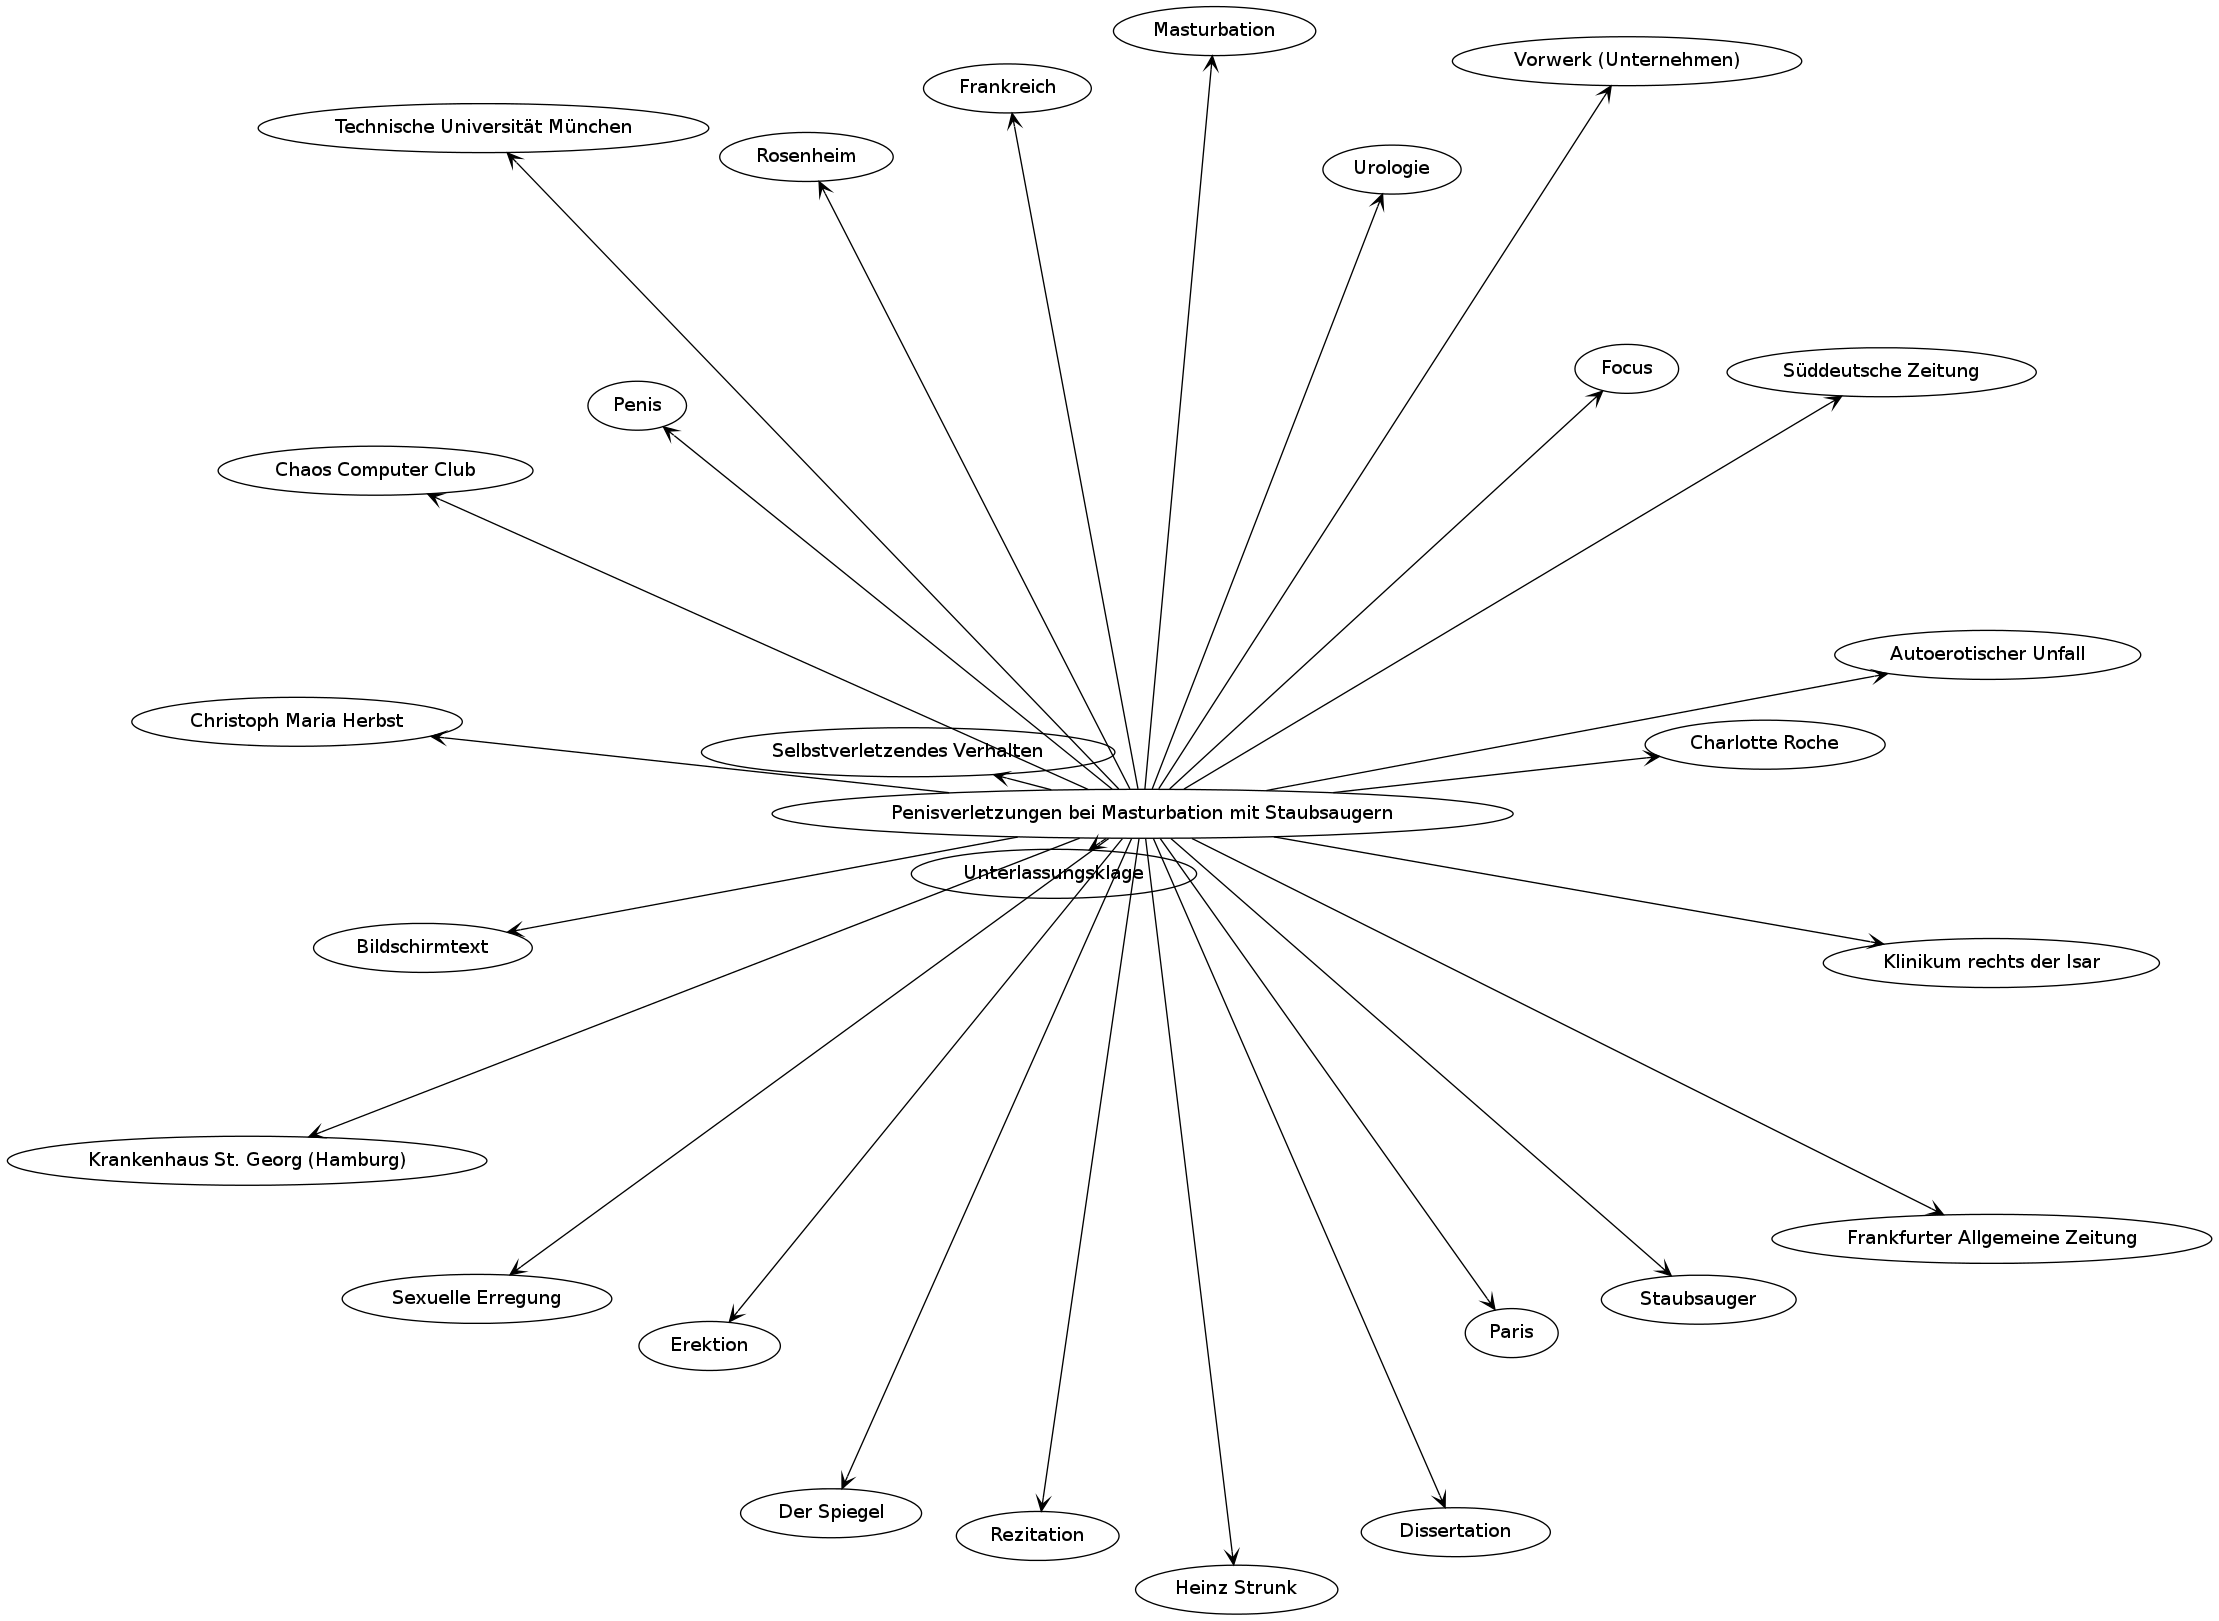 Masturbation
Vorwerk (Unternehmen)
Frankreich
Technische Universität München
Rosenheim
Urologie
Focus
Süddeutsche Zeitung
Penis
Chaos Computer Club
Autoerotischer Unfall
Christoph Maria Herbst
Charlotte Roche
Selbstverletzendes Verhalten
Penisverletzungen bei Masturbation mit Staubsaugern
Unterlassungsklage
Bildschirmtext
Klinikum rechts der Isar
Krankenhaus St. Georg (Hamburg)
Frankfurter Allgemeine Zeitung
Sexuelle Erregung
Staubsauger
Paris
Erektion
Der Spiegel
Dissertation
Rezitation
Heinz Strunk